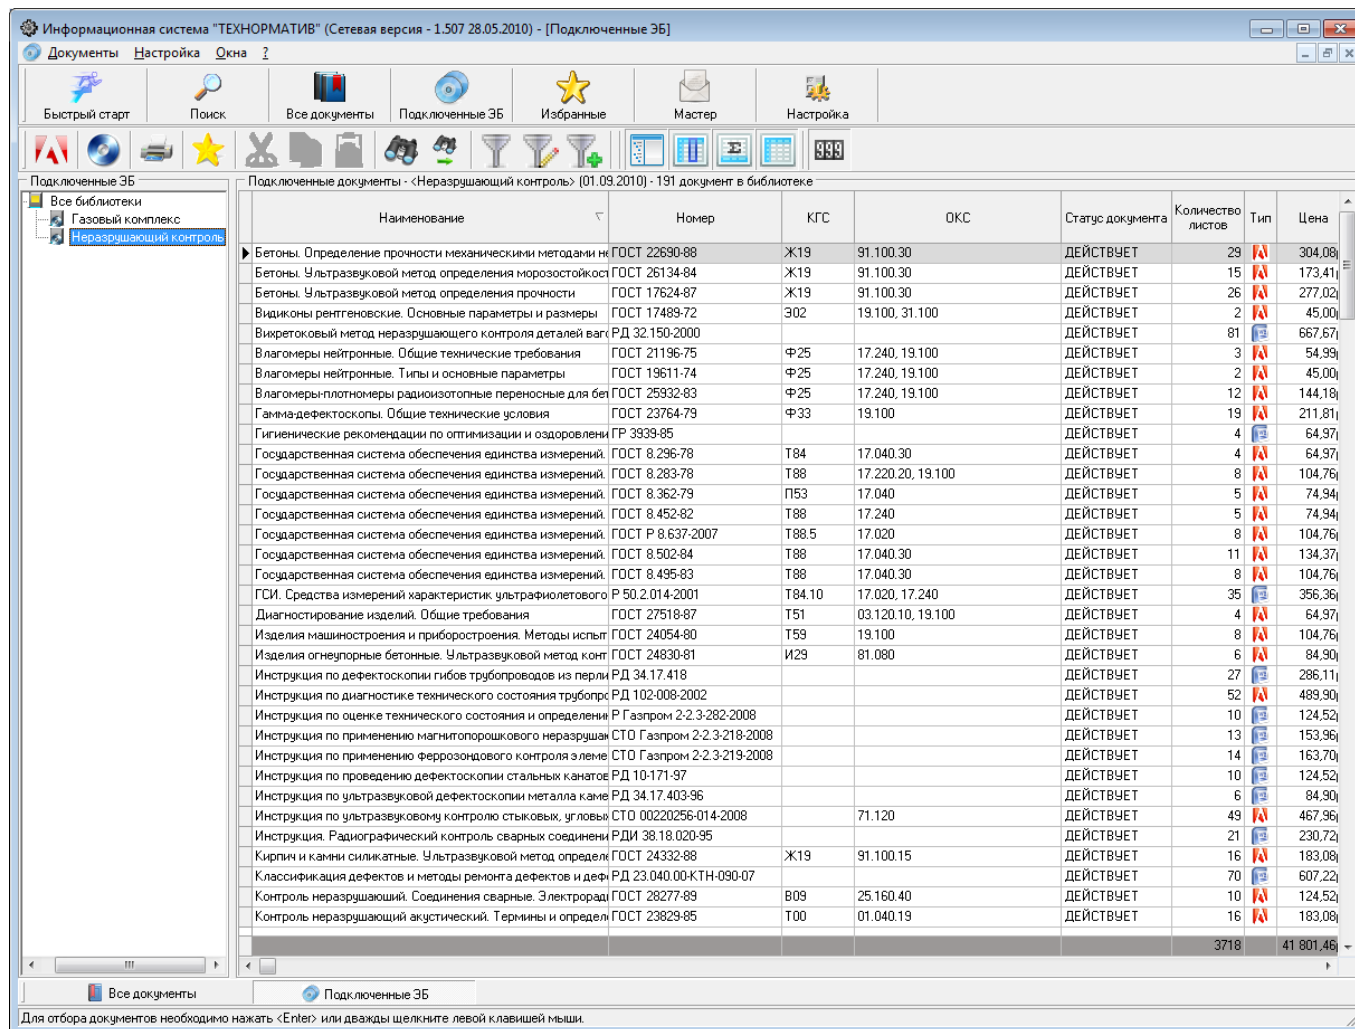 Информационная система "ТЕХНОРМАТИВ" (Сетевая версия - 1.507 28.05.2010) - [Подключенные ЭБ]
Документы Настройка Окна ?
Быстрый старт Поиск Все документы Подключенные ЭБ Избранные Мастер Настройка
999
Подключенные ЭБ Подключенные документы - <Неразрушающий контроль> (01.09.2010) - 191 документ в библиотеке
Все библиотеки
Газовый комплекс
Неразрушающий контроль
Наименование Номер КГС ОКС Статус документа Количество листов Тип Цена
Бетоны. Определение прочности механическими методами не ГОСТ 22690-88 Ж19 91.100.30 ДЕЙСТВУЕТ 29 304,08
Бетоны. Ультразвуковой метод определения морозостойкост ГОСТ 26134-84 Ж19 91.100.30 ДЕЙСТВУЕТ 15 173,41
Бетоны. Ультразвуковой метод определения прочности ГОСТ 17624-87 Ж19 91.100.30 ДЕЙСТВУЕТ 26 277,02
Видиконы рентгеновские. Основные параметры и размеры ГОСТ 17489-72 Э02 19.100, 31.100 ДЕЙСТВУЕТ 2 45,00
Вихретоковый метод неразрушающего контроля деталей ваго РД 32.150-2000 ДЕЙСТВУЕТ 81 667,67
Влагомеры нейтронные. Общие технические требования ГОСТ 21196-75 Ф25 17.240, 19.100 ДЕЙСТВУЕТ 3 54,99
Влагомеры нейтронные. Типы и основные параметры ГОСТ 19611-74 Ф25 17.240, 19.100 ДЕЙСТВУЕТ 2 45,00
Влагомеры-плотномеры радиоизотопные переносные для бет ГОСТ 25932-83 Ф25 17.240, 19.100 ДЕЙСТВУЕТ 12 144,18
Гамма-дефектоскопы. Общие технические условия ГОСТ 23764-79 Ф33 19.100 ДЕЙСТВУЕТ 19 211,81
Гигиенические рекомендации по оптимизации и оздоровлени ГР 3939-85 ДЕЙСТВУЕТ 4 64,97
Государственная система обеспечения единства измерений. ГОСТ 8.296-78 Т84 17.040.30 ДЕЙСТВУЕТ 4 64,97
Государственная система обеспечения единства измерений. ГОСТ 8.283-78 Т88 17.220.20, 19.100 ДЕЙСТВУЕТ 8 104,76
Государственная система обеспечения единства измерений. ГОСТ 8.362-79 П53 17.040 ДЕЙСТВУЕТ 5 74,94
Государственная система обеспечения единства измерений. ГОСТ 8.452-82 Т88 17.240 ДЕЙСТВУЕТ 5 74,94
Государственная система обеспечения единства измерений. ГОСТ Р 8.637-2007 Т88.5 17.020 ДЕЙСТВУЕТ 8 104,76
Государственная система обеспечения единства измерений. ГОСТ 8.502-84 Т88 17.040.30 ДЕЙСТВУЕТ 11 134,37
Государственная система обеспечения единства измерений. ГОСТ 8.495-83 Т88 17.040.30 ДЕЙСТВУЕТ 8 104,76
ГСИ. Средства измерений характеристик ультрафиолетового Р 50.2.014-2001 Т84.10 17.020, 17.240 ДЕЙСТВУЕТ 35 356,36
Диагностирование изделий. Общие требования ГОСТ 27518-87 Т51 03.120.10, 19.100 ДЕЙСТВУЕТ 4 64,97
Изделия машиностроения и приборостроения. Методы испыт ГОСТ 24054-80 Т59 19.100 ДЕЙСТВУЕТ 8 104,76
Изделия огнеупорные бетонные. Ультразвуковой метод конт ГОСТ 24830-81 И29 81.080 ДЕЙСТВУЕТ 6 84,90
Инструкция по дефектоскопии гибов трубопроводов из перли РД 34.17.418 ДЕЙСТВУЕТ 27 286,11
Инструкция по диагностике технического состояния трубопро РД 102-008-2002 ДЕЙСТВУЕТ 52 489,90
Инструкция по оценке технического состояния и определени Р Газпром 2-2.3-282-2008 ДЕЙСТВУЕТ 10 124,52
Инструкция по применению магнитопорошкового неразрушаю СТО Газпром 2-2.3-218-2008 ДЕЙСТВУЕТ 13 153,96
Инструкция по применению феррозондового контроля элеме СТО Газпром 2-2.3-219-2008 ДЕЙСТВУЕТ 14 163,70
Инструкция по проведению дефектоскопии стальных канатов РД 10-171-97 ДЕЙСТВУЕТ 10 124,52
Инструкция по ультразвуковой дефектоскопии металла каме РД 34.17.403-96 ДЕЙСТВУЕТ 6 84,90
Инструкция по ультразвуковому контролю стыковых, угловых СТО 00220256-014-2008 71.120 ДЕЙСТВУЕТ 49 467,96
Инструкция. Радиографический контроль сварных соединени РДИ 38.18.020-95 ДЕЙСТВУЕТ 21 230,72
Кирпич и камни силикатные. Ультразвуковой метод определе ГОСТ 24332-88 Ж19 91.100.15 ДЕЙСТВУЕТ 16 183,08
Классификация дефектов и методы ремонта дефектов и дефе РД 23.040.00-КТН-090-07 ДЕЙСТВУЕТ 70 607,22
Контроль неразрушаюший. Соединения сварные. Электроради ГОСТ 28277-89 В09 25.160.40 ДЕЙСТВУЕТ 10 124,52
Контроль неразрушающий акустический. Термины и определе ГОСТ 23829-85 Т00 01.040.19 ДЕЙСТВУЕТ 16 183,08
3718 41 801,46
Все документы Подключенные ЭБ
Для отбора документов необходимо нажать <Enter> или дважды щелкните левой клавишей мыши.